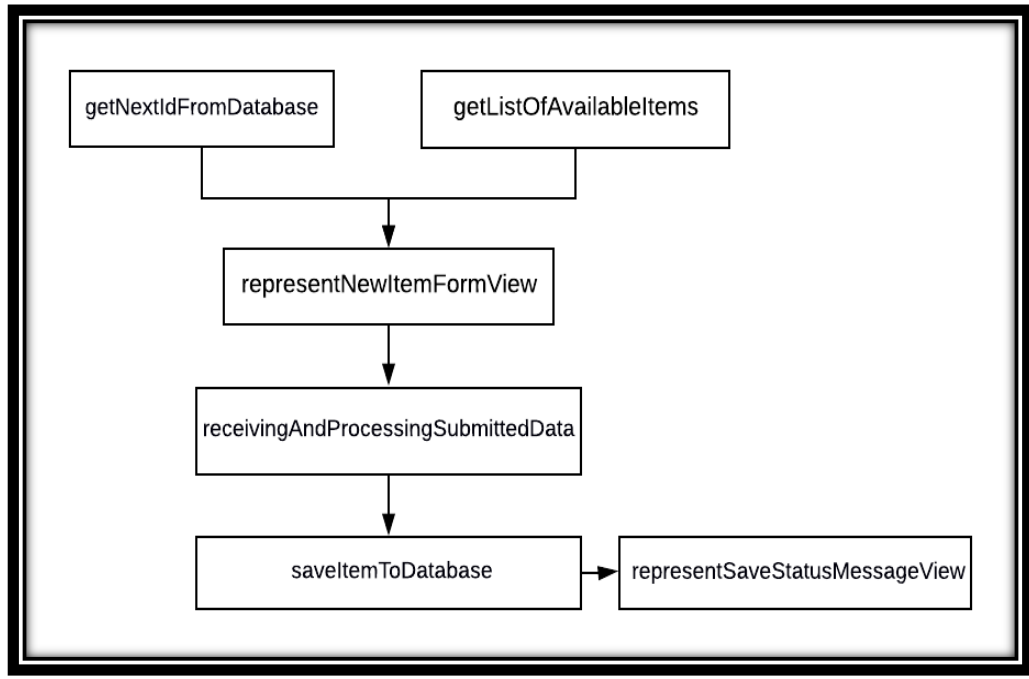 getNextIdFromDatabase
getListOfAvailableItems
representNewItemFormView
receivingAndProcessingSubmittedData
saveItemToDatabase
representSaveStatusMessageView